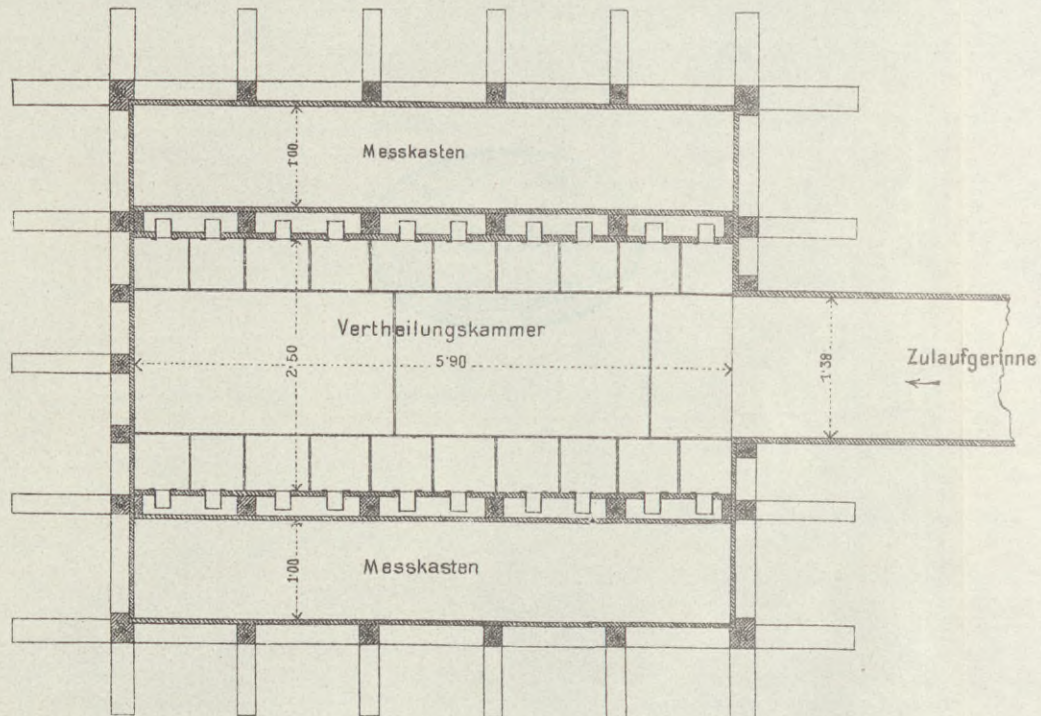 1·00
Messkasten
Vertheilungskammer
2·50
5·90
1·38
Zulaufgerinne
1·00
Messkasten